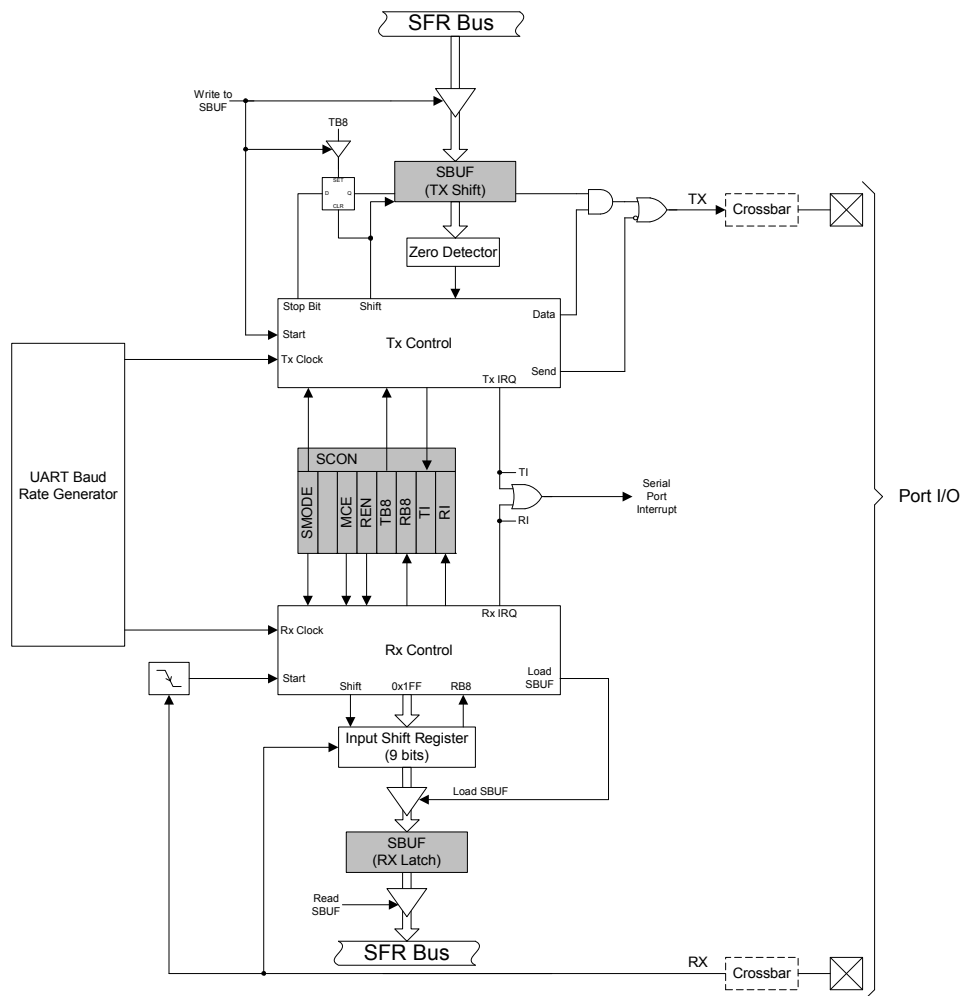 SFR Bus
Write to
SBUF
TB8
SBUF
(TX Shift)
SET
D
Q
CLR
TX
Crossbar
Zero Detector
Stop Bit
Shift
Data
Start
Tx Control
Tx Clock
Send
Tx IRQ
UART Baud
Rate Generator
SCON
SMODE
MCE
REN
TB8
RB8
TI
RI
TI
Serial
Port
Interrupt
RI
Port I/O
Rx IRQ
Rx Clock
Rx Control
Start
Load
SBUF
Shift
0x1FF
RB8
Input Shift Register
(9 bits)
Load SBUF
SBUF
(RX Latch)
Read
SBUF
SFR Bus
RX
Crossbar